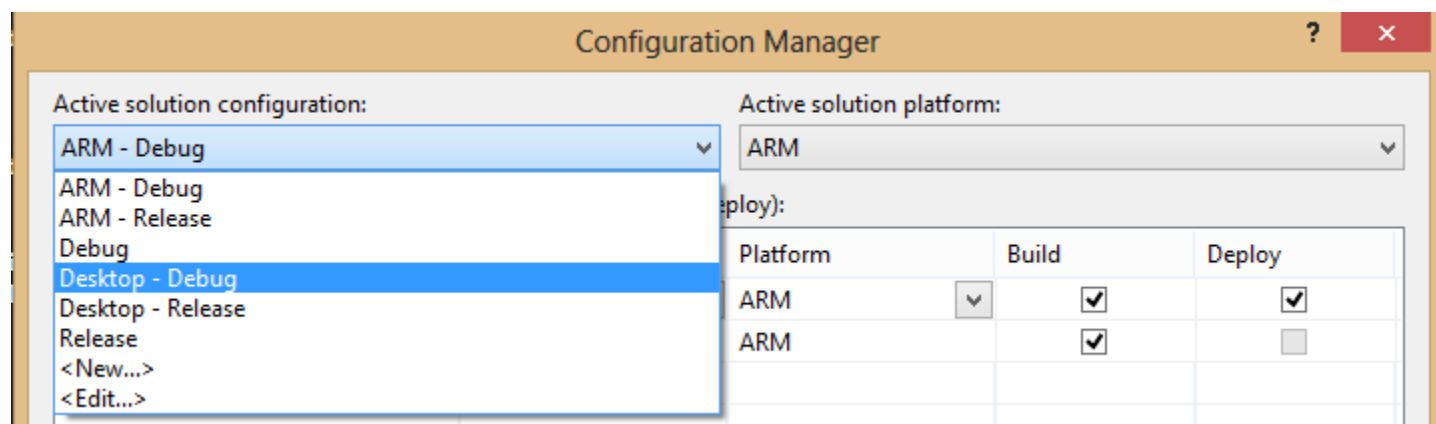 Configuration Manager ? ×
Active solution configuration: Active solution platform:
ARM - Debug ARM
ARM - Debug
ARM - Release ploy):
Debug Platform Build Deploy
Desktop - Debug
Desktop - Release ARM
Release ARM
<New...>
<Edit...>